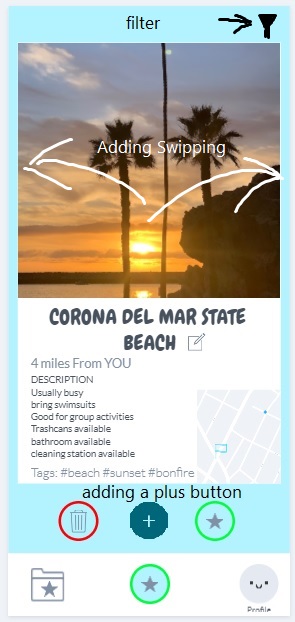 filter
Adding Swipping
CORONA DEL MAR STATE
BEACH
4 miles From YOU
DESCRIPTION
Usually busy
bring swimsuits
Good for group activities
Trashcans available
bathroom available
cleaning station available
Tags: #beach #sunset #bonfire
adding a plus button
Profile